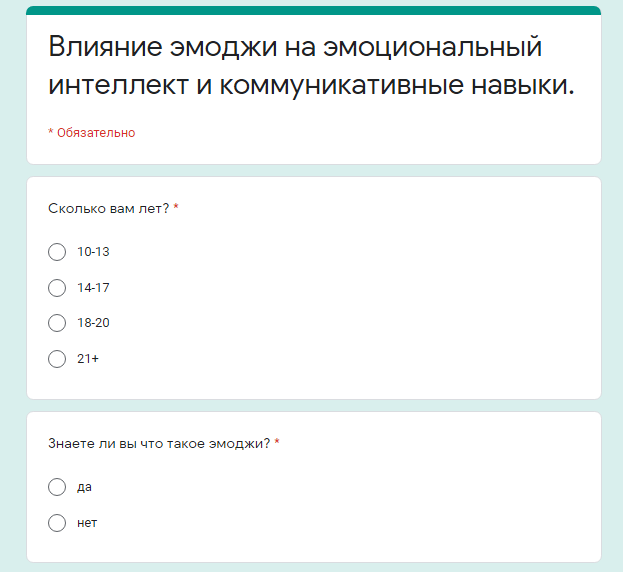 Влияние эмоджи на эмоциональный
интеллект и коммуникативные навыки.
* Обязательно
Сколько вам лет? *
10-13
14-17
18-20
21+
Знаете ли вы что такое эмоджи? *
да
нет